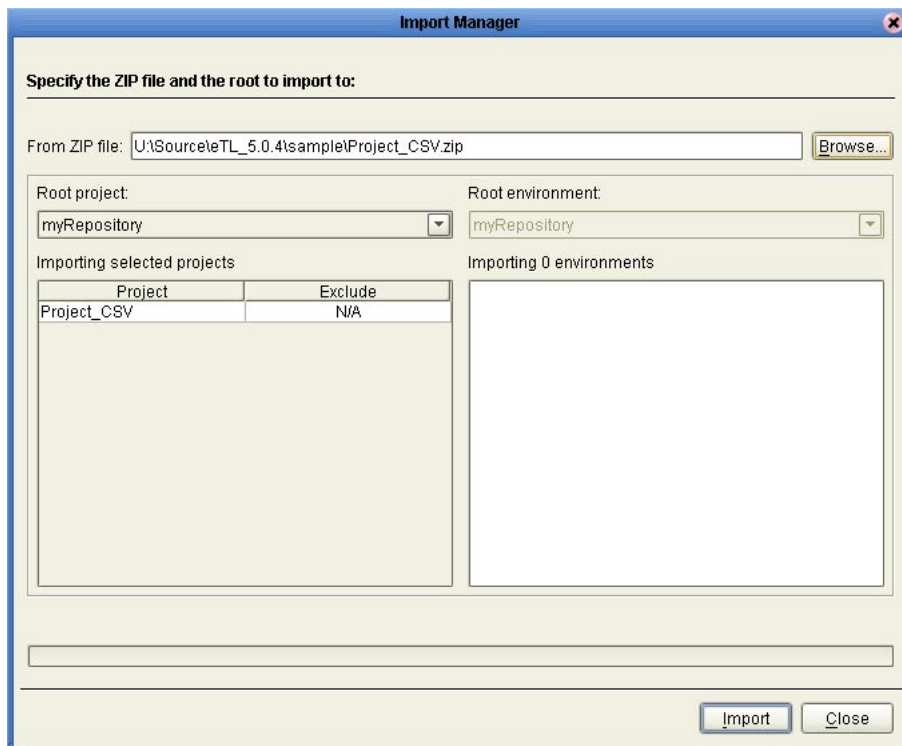 Import Manager
Specify the ZIP file and the root to import to:
From ZIP file: U:\Source\eTL_5.0.4\sample\Project_CSV.zip Browse...
Root project: Root environment:
myRepository myRepository
Importing selected projects Importing 0 environments
Project Exclude
Project_CSV N/A
Import Close